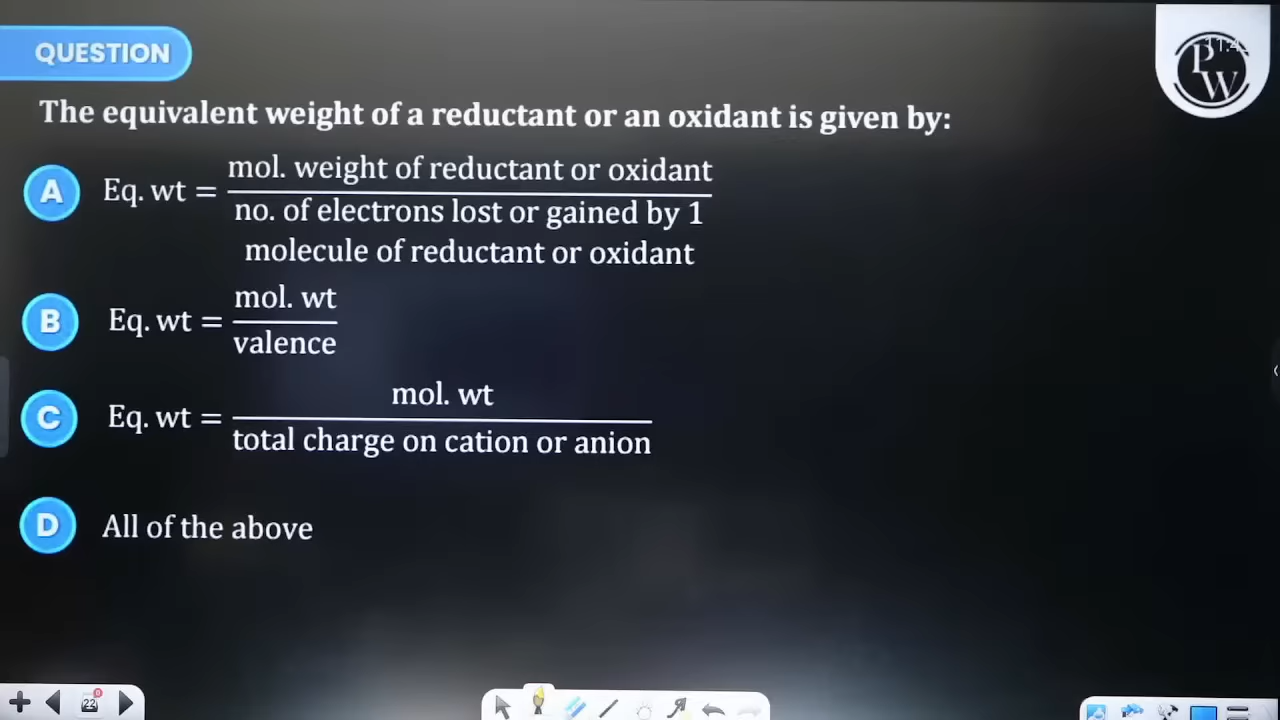 QUESTION
The equivalent weight of a reductant or an oxidant is given by:
A Eq. wt = mol. weight of reductant or oxidant
no. of electrons lost or gained by 1
molecule of reductant or oxidant
B Eq. wt = mol. wt
valence
C Eq. wt = mol. wt
total charge on cation or anion
D All of the above
P
W
22